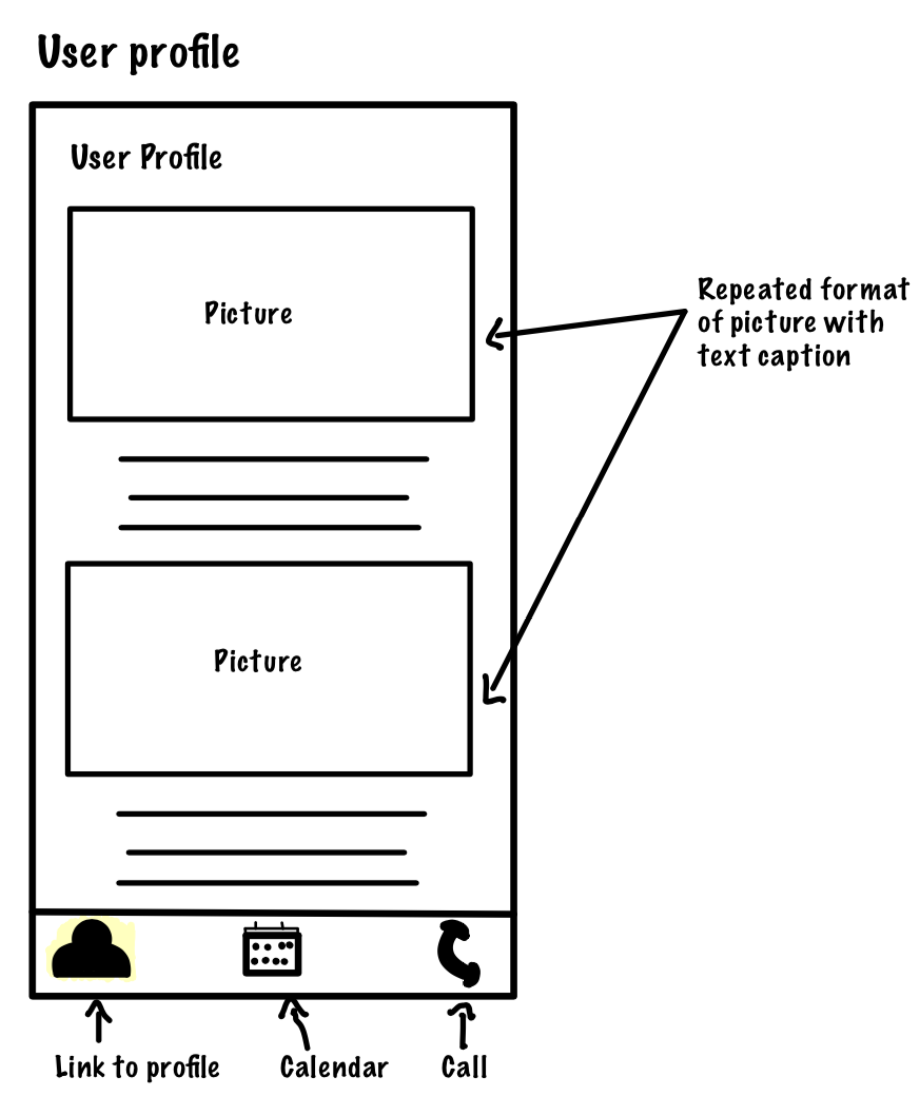 User profile
User Profile
Picture
Repeated format
of picture with
text caption
Picture
Link to profile
Calendar
Call